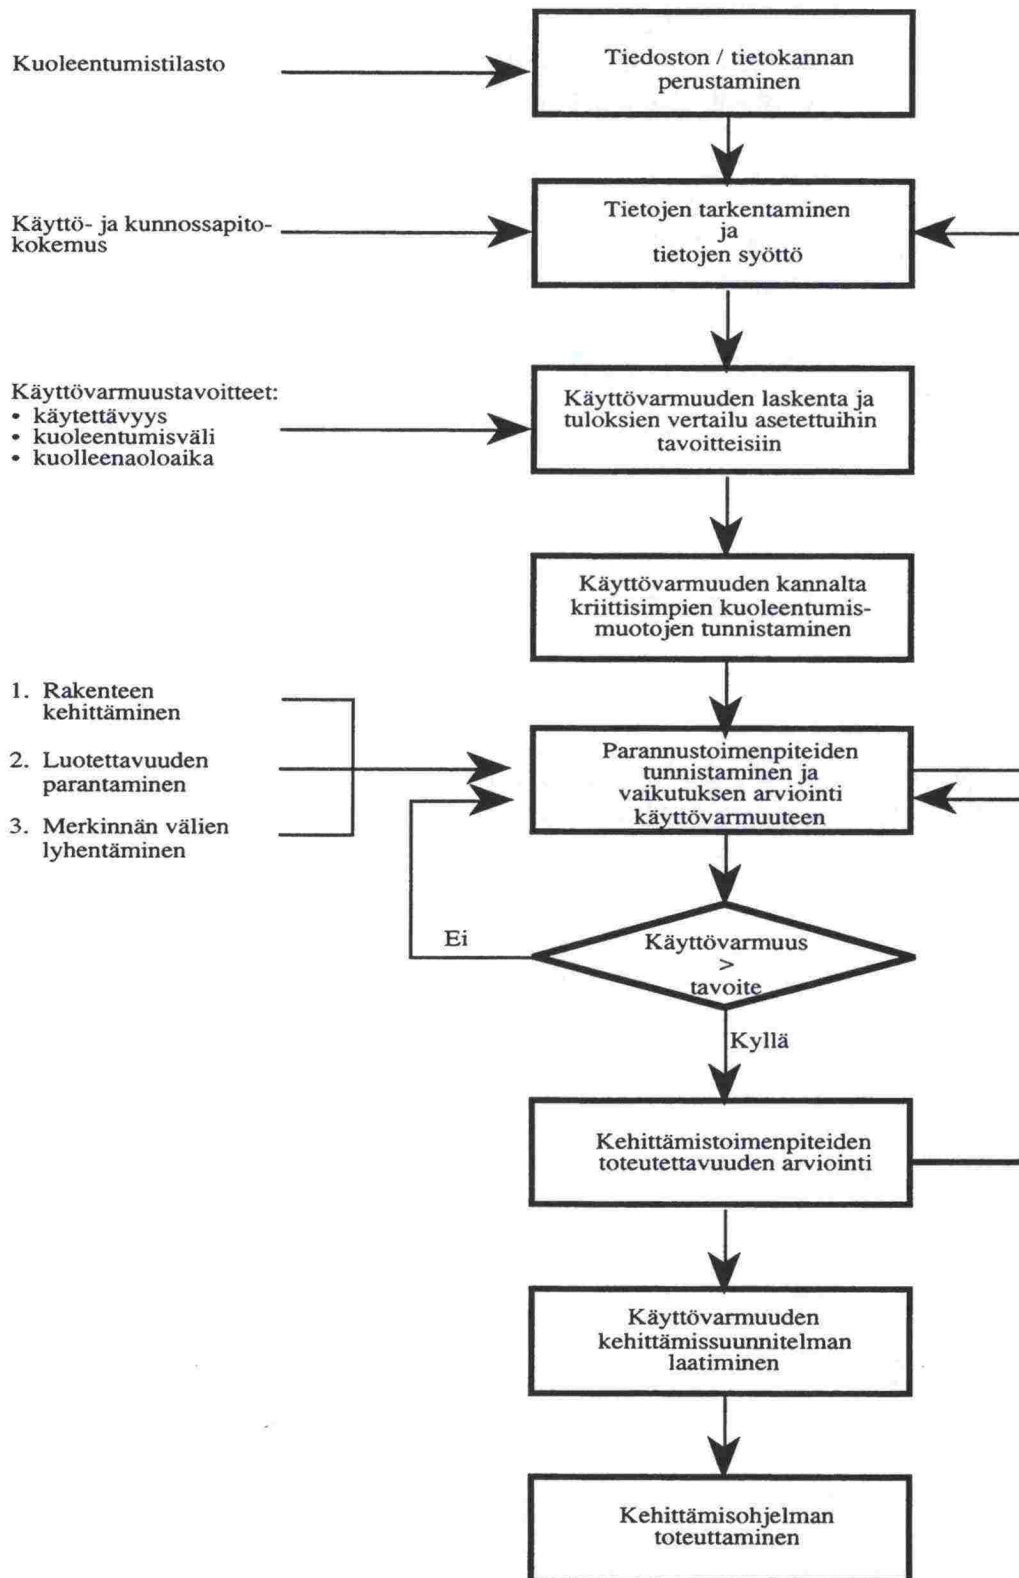 Kuoleentumistilasto
Tiedoston / tietokannan
perustaminen
Käyttö- ja kunnossapito-
kokemus
Tietojen tarkentaminen
ja
tietojen syöttö
Käyttövarmuustavoitteet:
• käytettävyys
• kuoleentumisväli
• kuolleenaoloaika
Käyttövarmuuden laskenta ja
tuloksien vertailu asetettuihin
tavoitteisiin
Käyttövarmuuden kannalta
kriittisimpien kuoleentumis-
muotojen tunnistaminen
1. Rakenteen
kehittäminen
2. Luotettavuuden
parantaminen
3. Merkinnän välien
lyhentäminen
Parannustoimenpiteiden
tunnistaminen ja
vaikutuksen arviointi
käyttövarmuuteen
Ei
Käyttövarmuus
>
tavoite
Kyllä
Kehittämistoimenpiteiden
toteutettavuuden arviointi
Käyttövarmuuden
kehittämissuunnitelman
laatiminen
Kehittämisohjelman
toteuttaminen